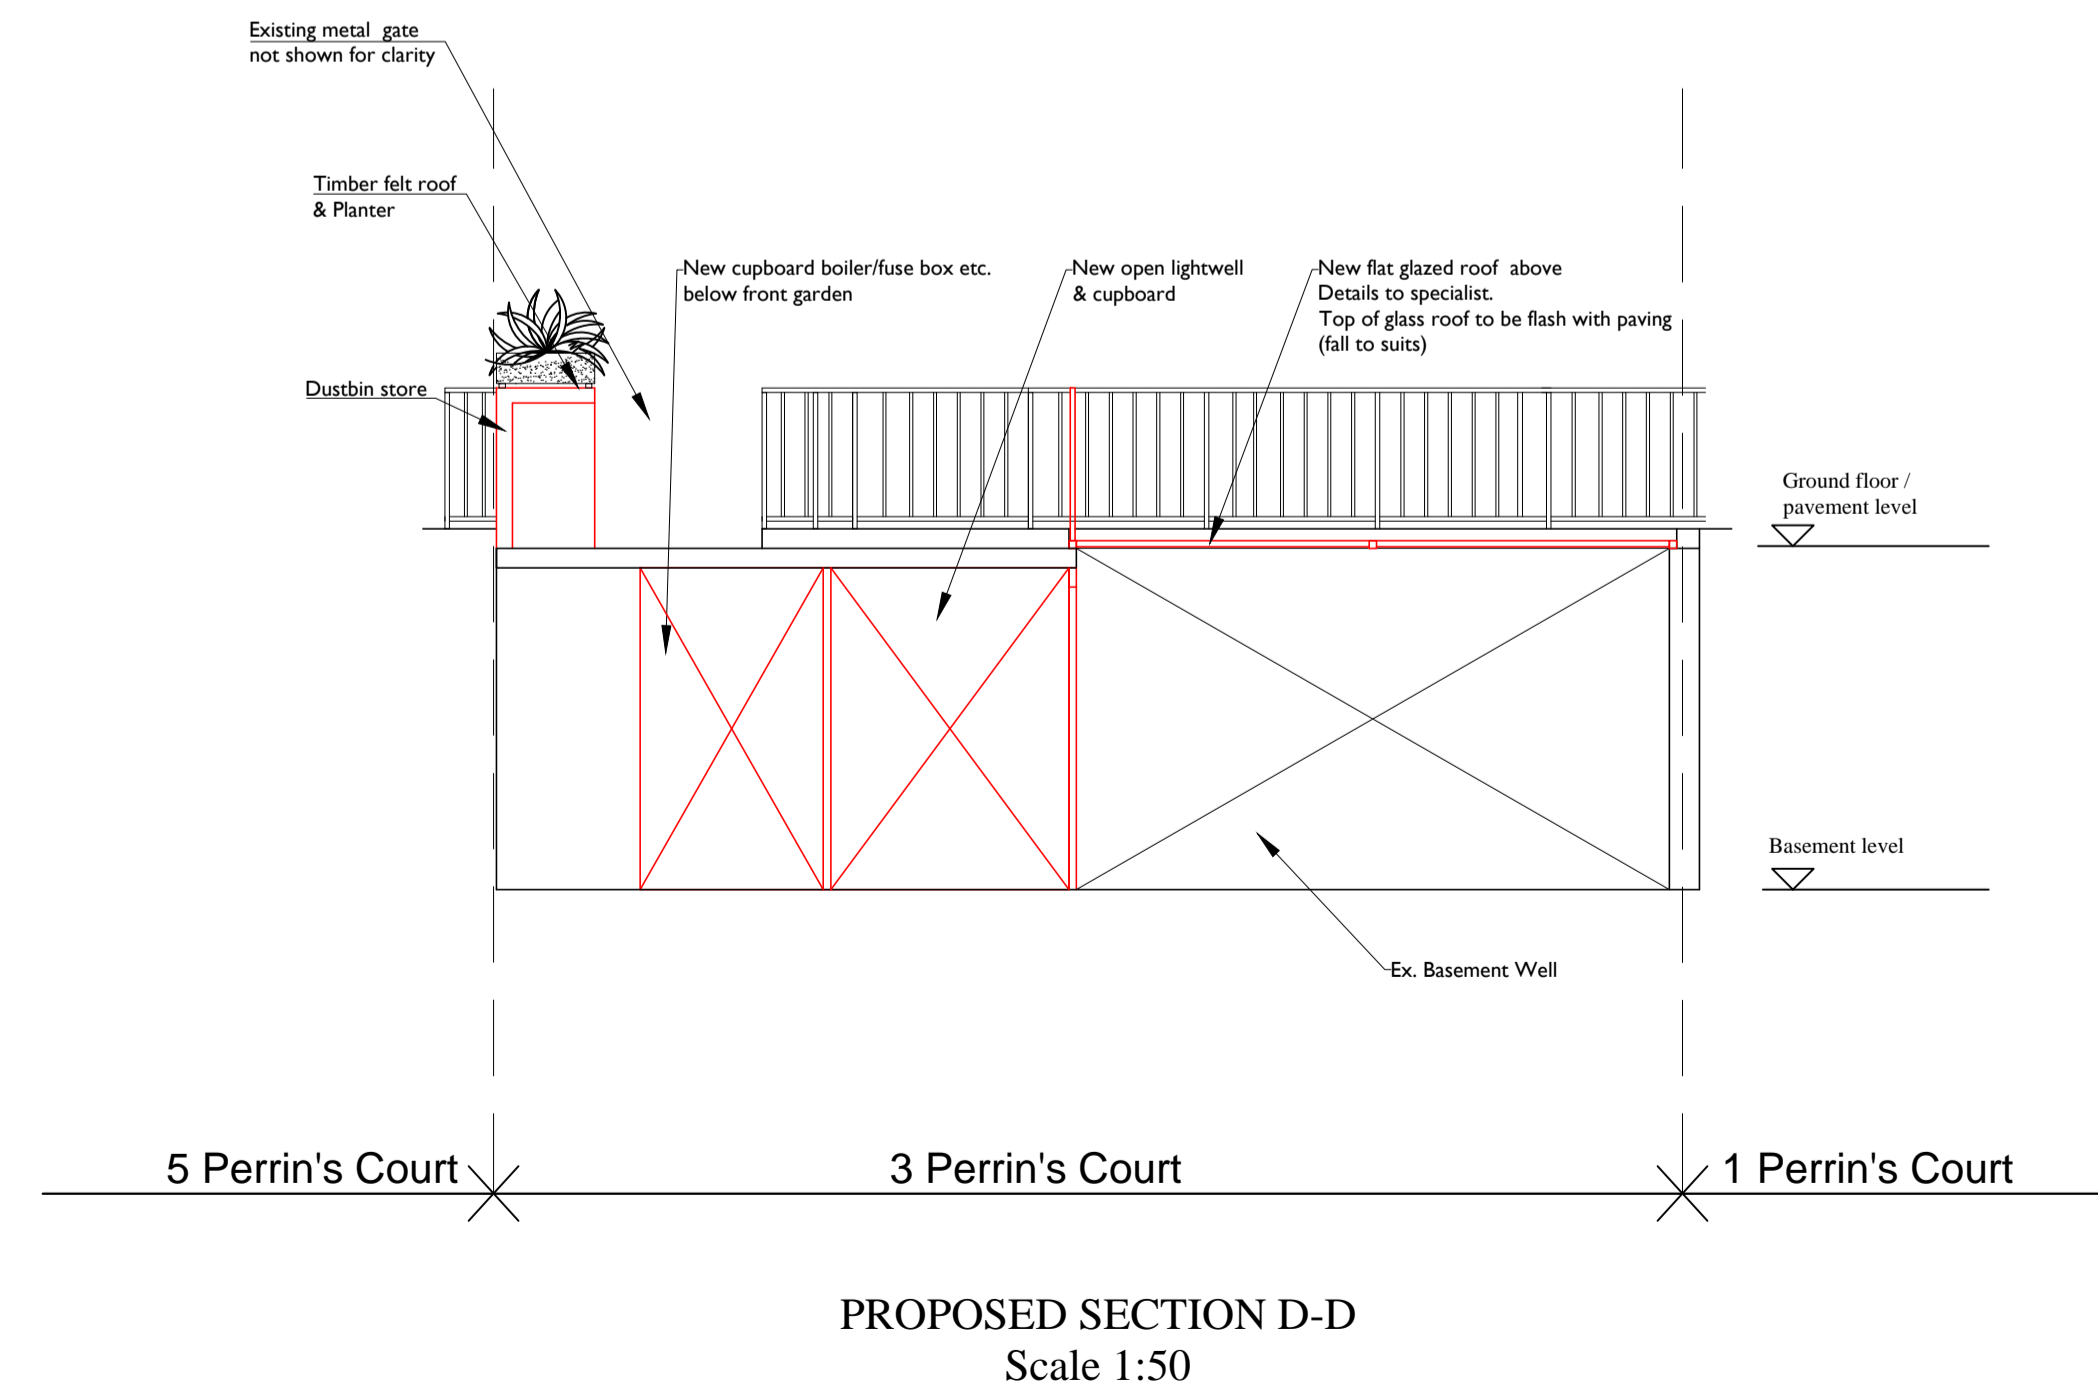 Existing metal gate
not shown for clarity
Timber felt roof
& Planter
New cupboard boiler/fuse box etc.
below front garden
New open lightwell
& cupboard
New flat glazed roof above
Details to specialist.
Top of glass roof to be flash with paving
(fall to suits)
Dustbin store
Ground floor /
pavement level
Basement level
Ex. Basement Well
5 Perrin's Court
3 Perrin's Court
1 Perrin's Court
PROPOSED SECTION D-D
Scale 1:50